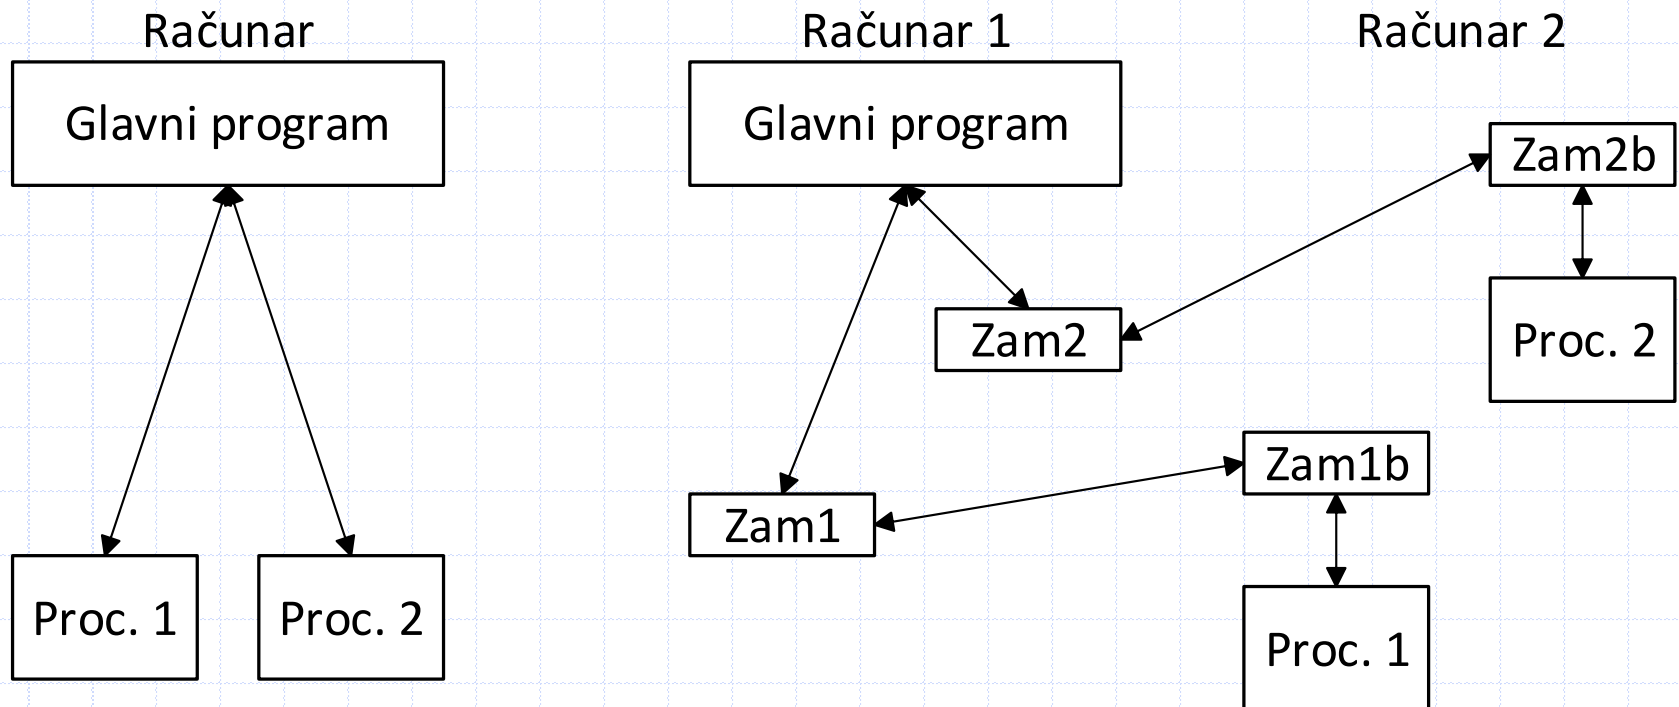 Računar
Glavni program
Proc. 1
Proc. 2
Računar 1
Glavni program
Zam2
Zam1
Računar 2
Zam2b
Proc. 2
Zam1b
Proc. 1